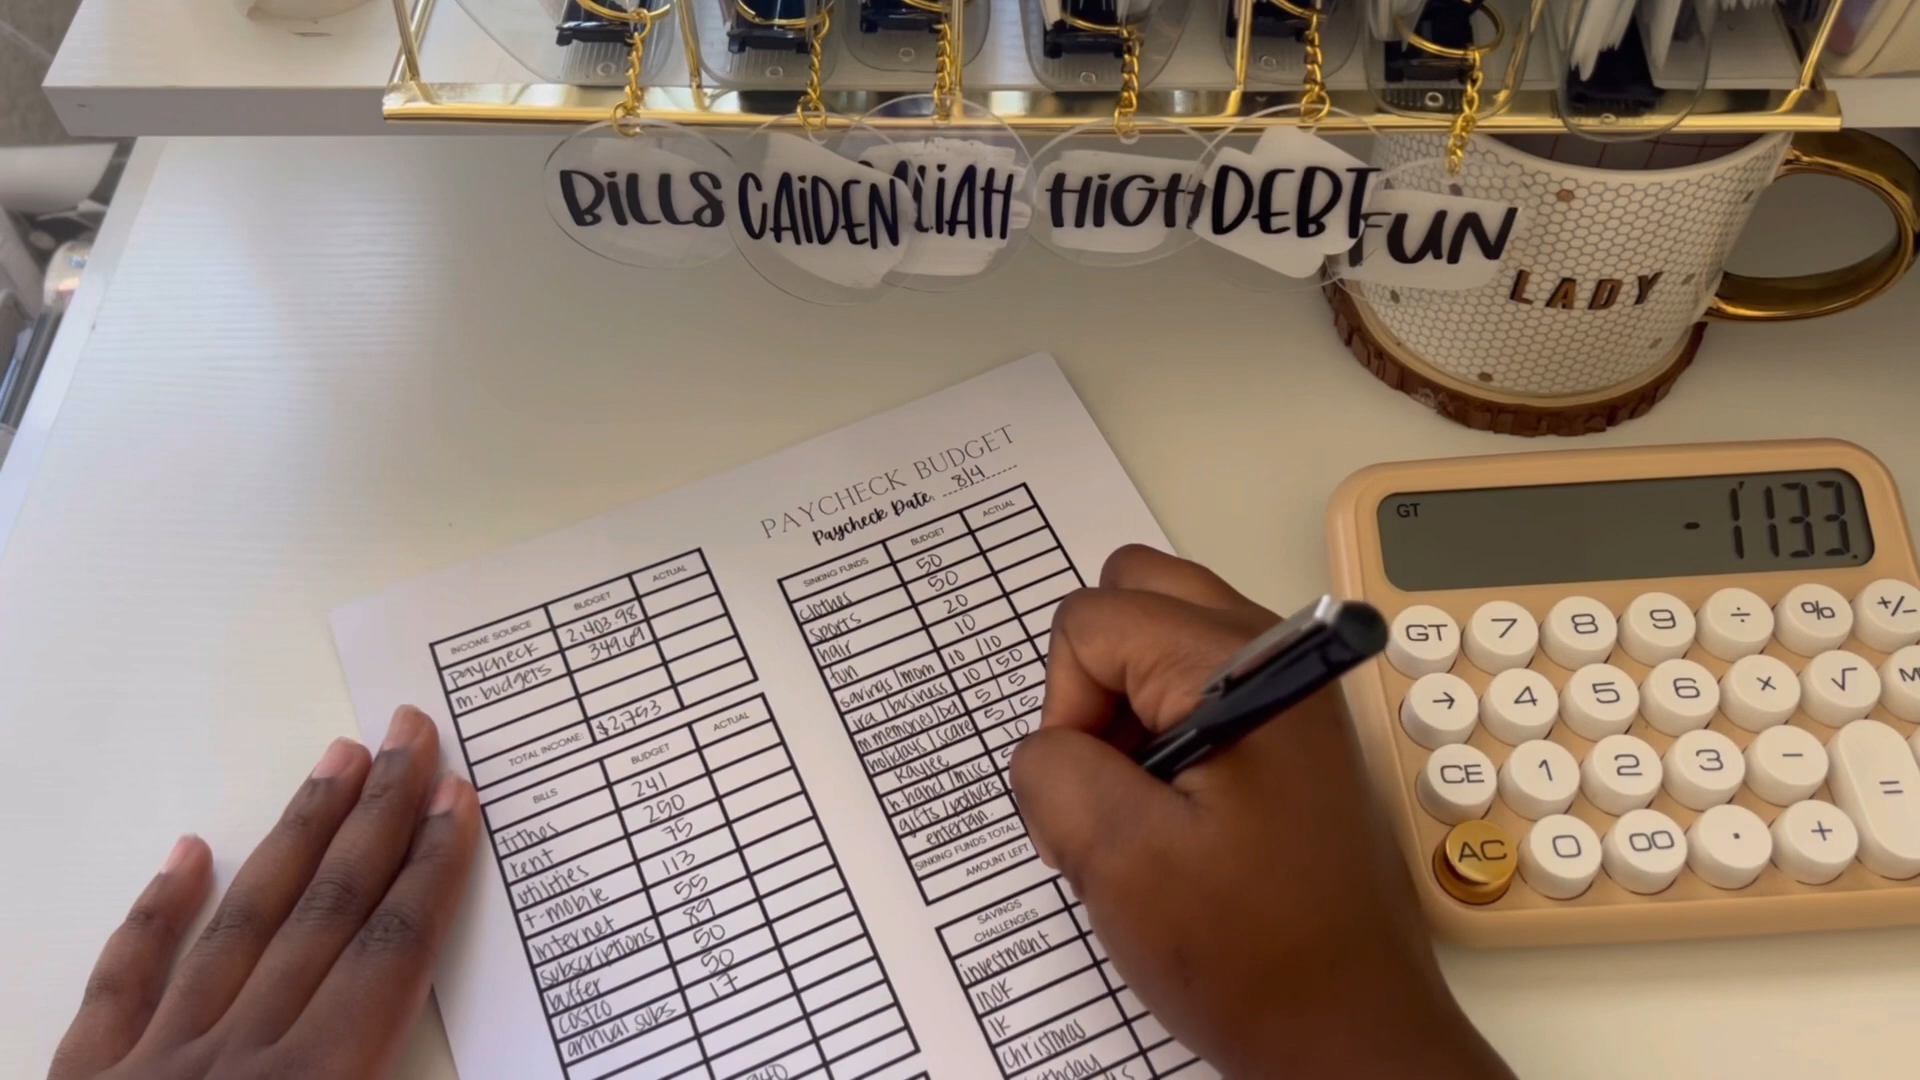 BILLS CAIDEN LIAH HIGH DEBT FUN
LADY
PAYCHECK BUDGET
Paycheck Date: 8/4
INCOME SOURCE BUDGET ACTUAL
paycheck 2,403.98
m. budgets 349.69
TOTAL INCOME: $2,753
BILLS BUDGET ACTUAL
tithes 241
rent 250
utilities 75
t-mobile 113
internet 55
subscriptions 89
buffer 50
costco 50
annual subs 17
SINKING FUNDS BUDGET ACTUAL
clothes 50
sports 50
hair 20
fun 10
savings/mom 10/10
ira/business 10/50
m memories/bd 5/5
holidays/scare 5/5
kaylee 10
h.hand/misc.
gifts/potlucks
entertain.
SINKING FUNDS TOTAL:
AMOUNT LEFT
SAVINGS CHALLENGES
investment
100K
1K
christmas
GT
-1'133.
GT 7 8 9 ÷ % +/-
→ 4 5 6 × √ M
CE 1 2 3 − =
AC 0 00 · +